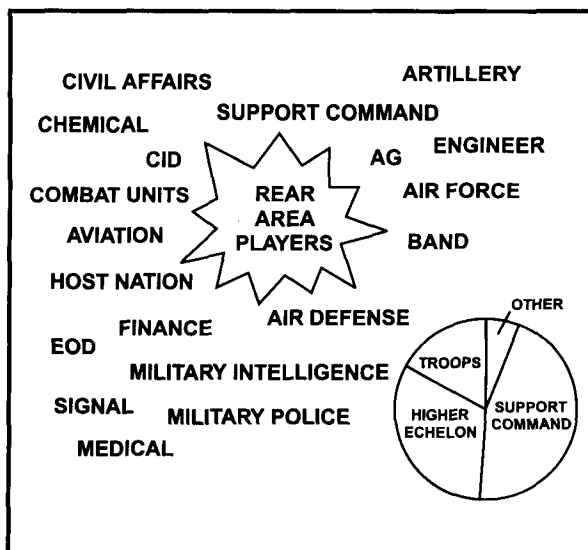 CIVIL AFFAIRS
ARTILLERY
SUPPORT COMMAND
CHEMICAL
ENGINEER
CID
AG
COMBAT UNITS
REAR
AREA
PLAYERS
AIR FORCE
AVIATION
BAND
HOST NATION
AIR DEFENSE
FINANCE
EOD
MILITARY INTELLIGENCE
SIGNAL
MILITARY POLICE
MEDICAL
OTHER
TROOPS
HIGHER
ECHELON
SUPPORT
COMMAND